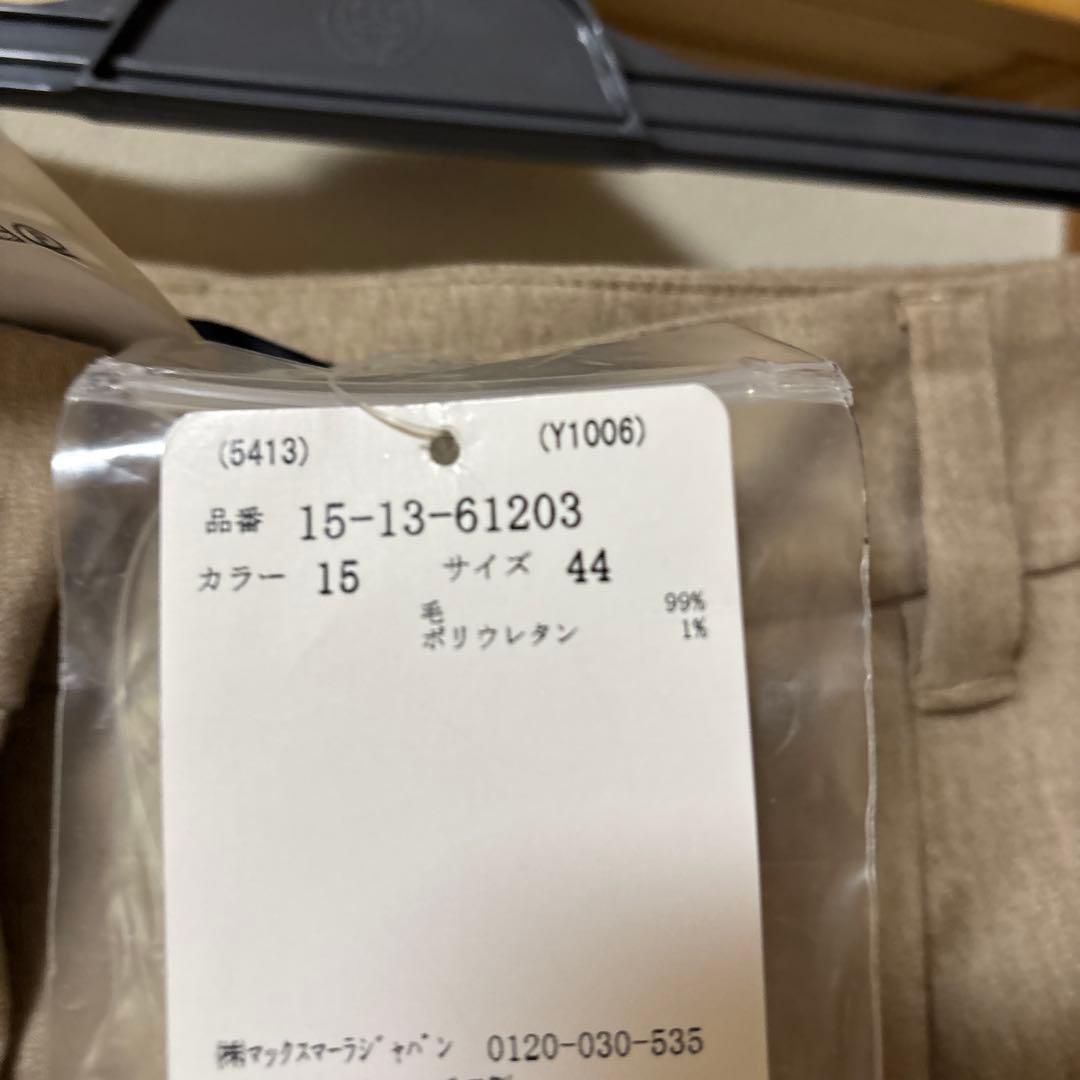 (5413) (Y1006)
品番 15-13-61203
カラー 15 サイズ 44
毛 99%
ポリウレタン 1%
㈱マックスマーラジャパン 0120-030-535